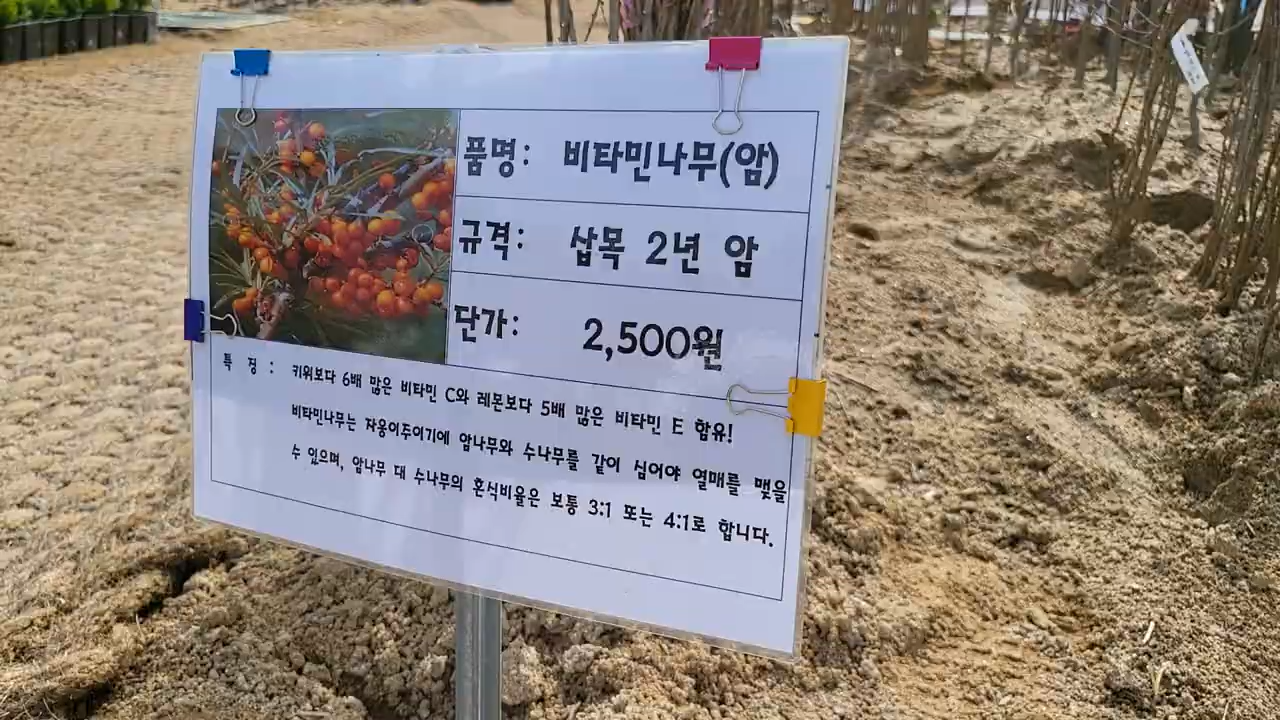 품명: 비타민나무(암)
규격: 삽목 2년 암
단가: 2,500원
특 징 : 키위보다 6배 많은 비타민 C와 레몬보다 5배 많은 비타민 E 함유!
비타민나무는 자웅이주이기에 암나무와 수나무를 같이 심어야 열매를 맺을
수 있으며, 암나무 대 수나무의 혼식비율은 보통 3:1 또는 4:1로 합니다.